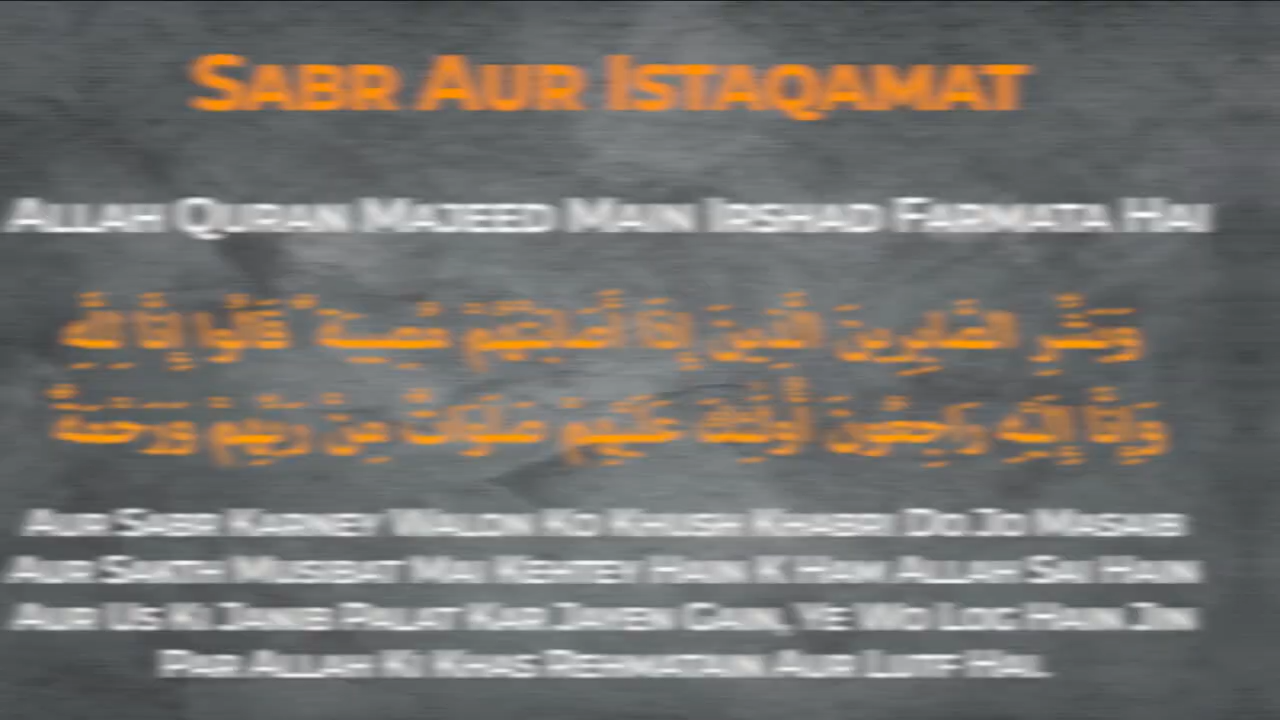 Sabr Aur Istaqamat
Allah Quran Majeed Main Irshad Farmata Hai
وَبَشِّرِ الصَّابِرِينَ الَّذِينَ إِذَا أَصَابَتْهُم مُّصِيبَةٌ قَالُوا إِنَّا لِلَّهِ
وَإِنَّا إِلَيْهِ رَاجِعُونَ أُولَٰئِكَ عَلَيْهِمْ صَلَوَاتٌ مِّن رَّبِّهِمْ وَرَحْمَةٌ
Aur Sabr Karney Walon Ko Khush Khabri Do Jo Masaib
Aur Sakth Musibat Mai Kehtey Hain K Ham Allah Sai Hain
Aur Us Ki Janib Palat Kar Jayen Gain, Ye Wo Log Hain Jin
Par Allah Ki Khas Rehmatain Aur Lutf Hai.